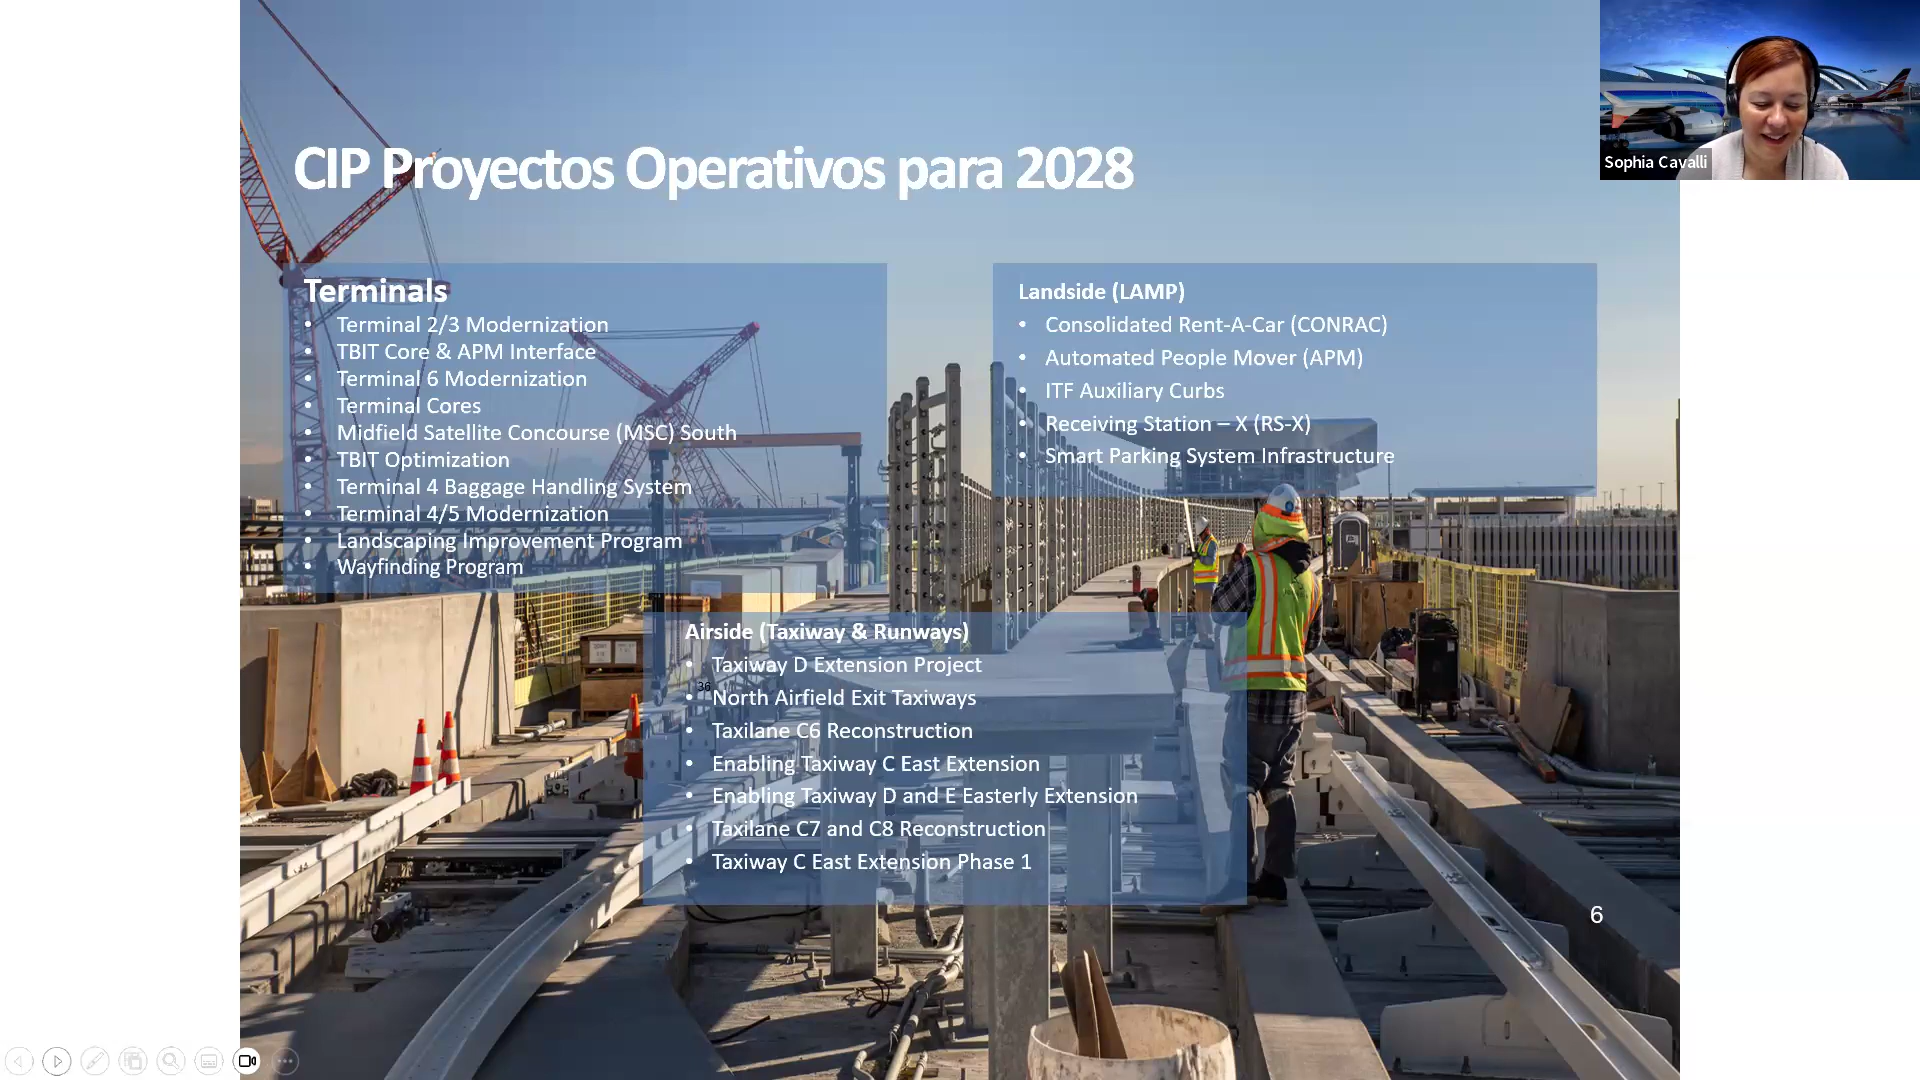 CIP Proyectos Operativos para 2028
Sophia Cavalli
Terminals
• Terminal 2/3 Modernization
• TBIT Core & APM Interface
• Terminal 6 Modernization
• Terminal Cores
• Midfield Satellite Concourse (MSC) South
• TBIT Optimization
• Terminal 4 Baggage Handling System
• Terminal 4/5 Modernization
• Landscaping Improvement Program
• Wayfinding Program
Landside (LAMP)
• Consolidated Rent-A-Car (CONRAC)
• Automated People Mover (APM)
• ITF Auxiliary Curbs
• Receiving Station – X (RS-X)
• Smart Parking System Infrastructure
Airside (Taxiway & Runways)
• Taxiway D Extension Project
36
• North Airfield Exit Taxiways
• Taxilane C6 Reconstruction
• Enabling Taxiway C East Extension
• Enabling Taxiway D and E Easterly Extension
• Taxilane C7 and C8 Reconstruction
• Taxiway C East Extension Phase 1
6